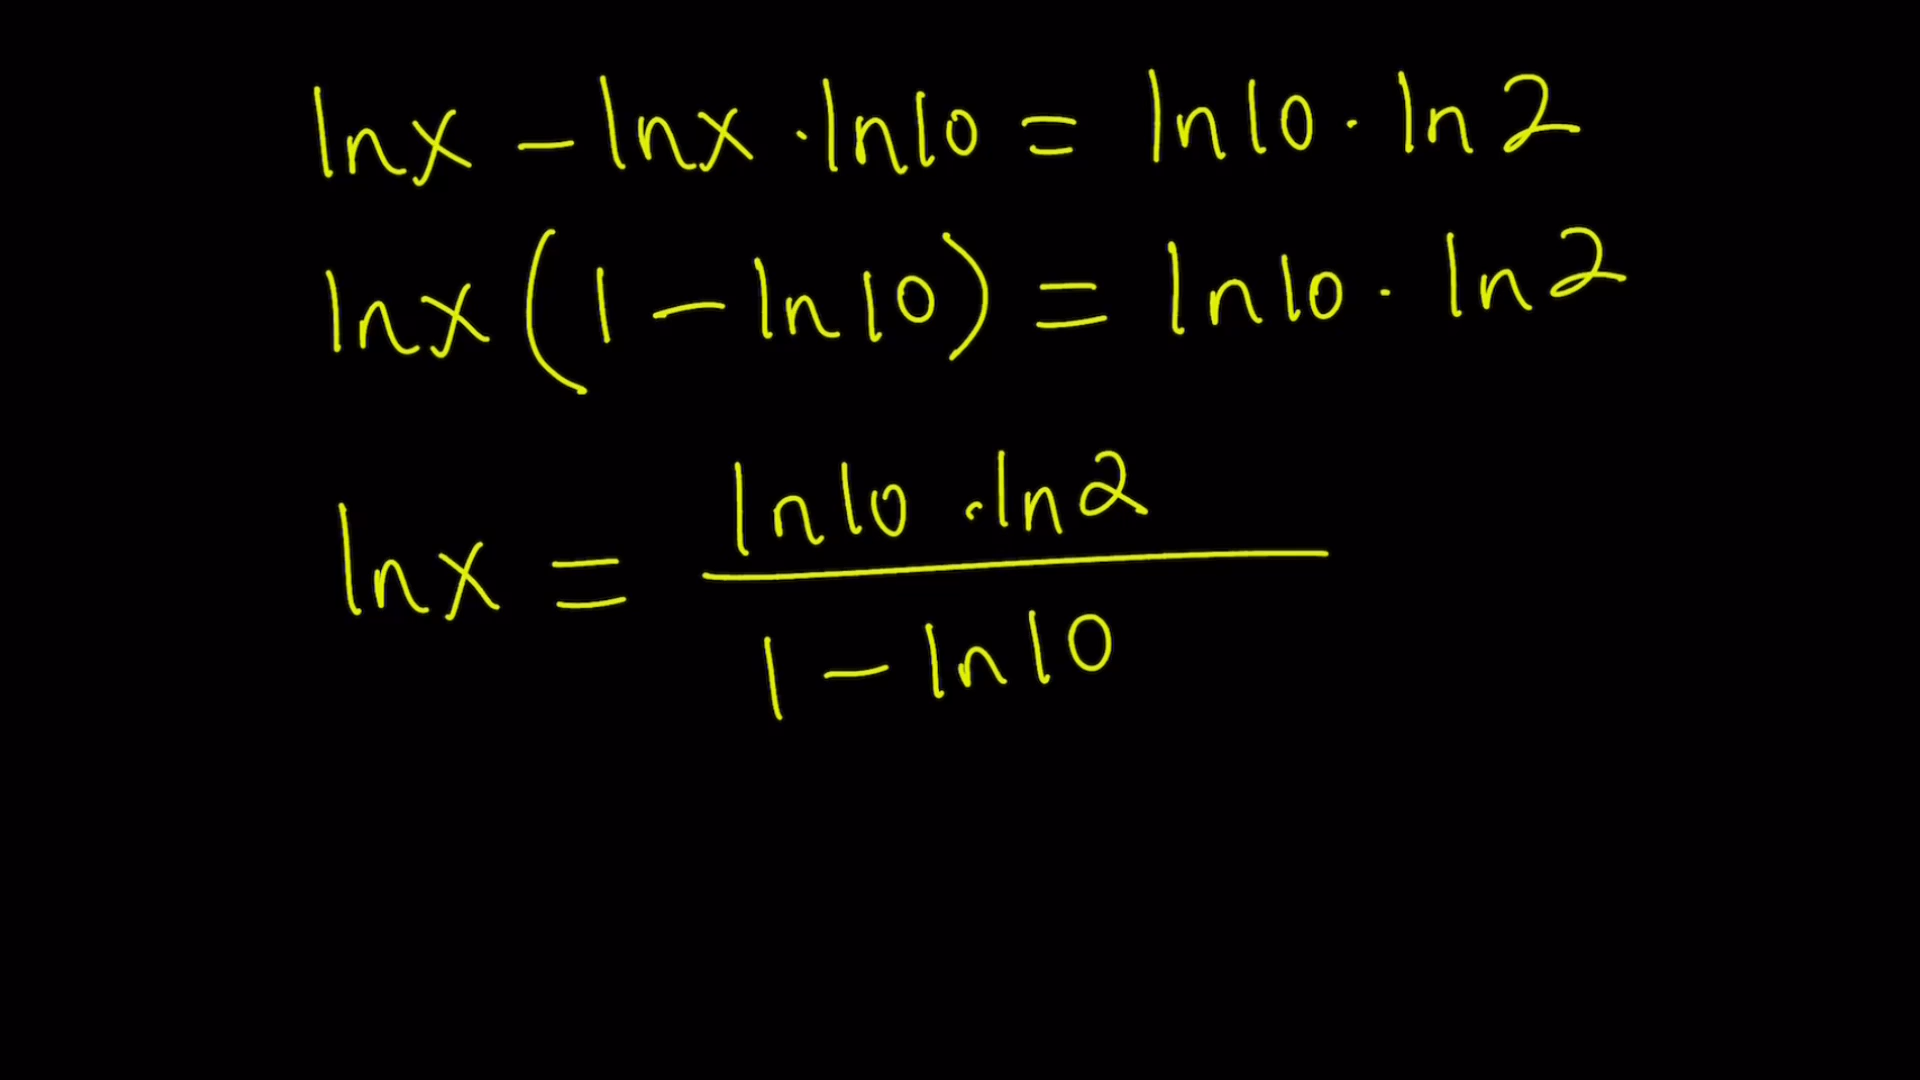 lnx - lnx · ln10 = ln10 · ln2
lnx (1 - ln10) = ln10 · ln2
lnx = ln10 · ln2 / 1 - ln10